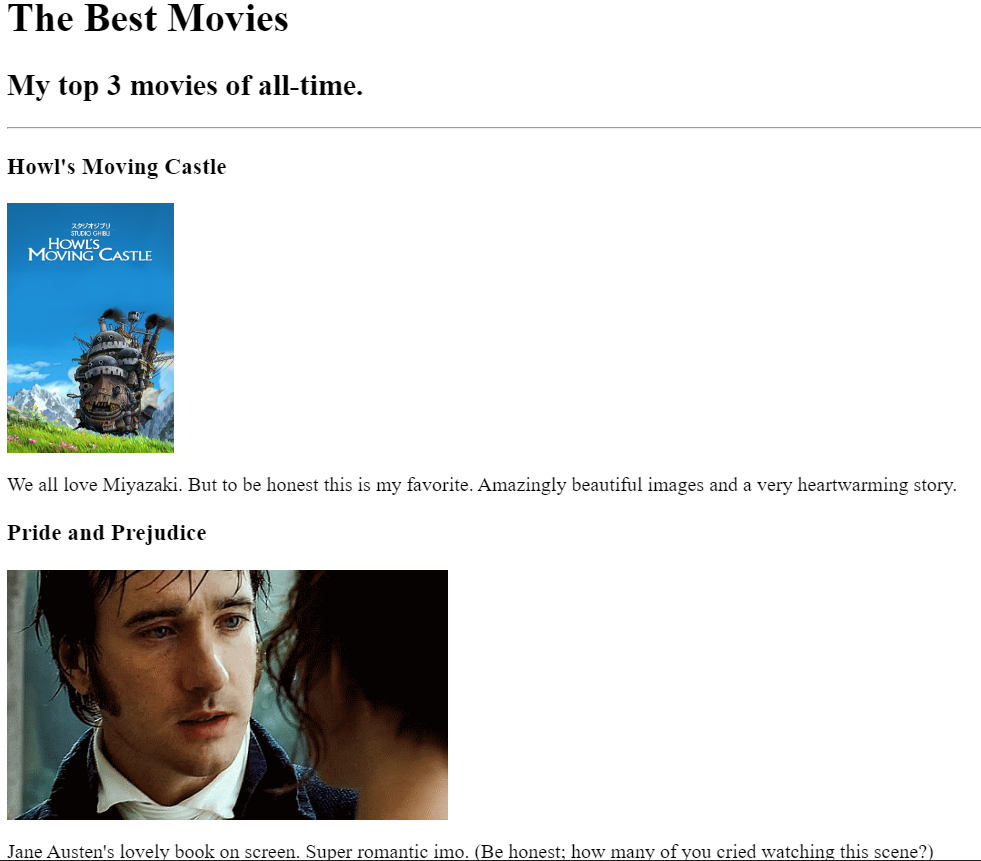 The Best Movies
My top 3 movies of all-time.
Howl's Moving Castle
スタジオジブリ
STUDIO GHIBLI
HOWL'S
MOVING CASTLE
We all love Miyazaki. But to be honest this is my favorite. Amazingly beautiful images and a very heartwarming story.
Pride and Prejudice
Jane Austen's lovely book on screen. Super romantic imo. (Be honest; how many of you cried watching this scene?)